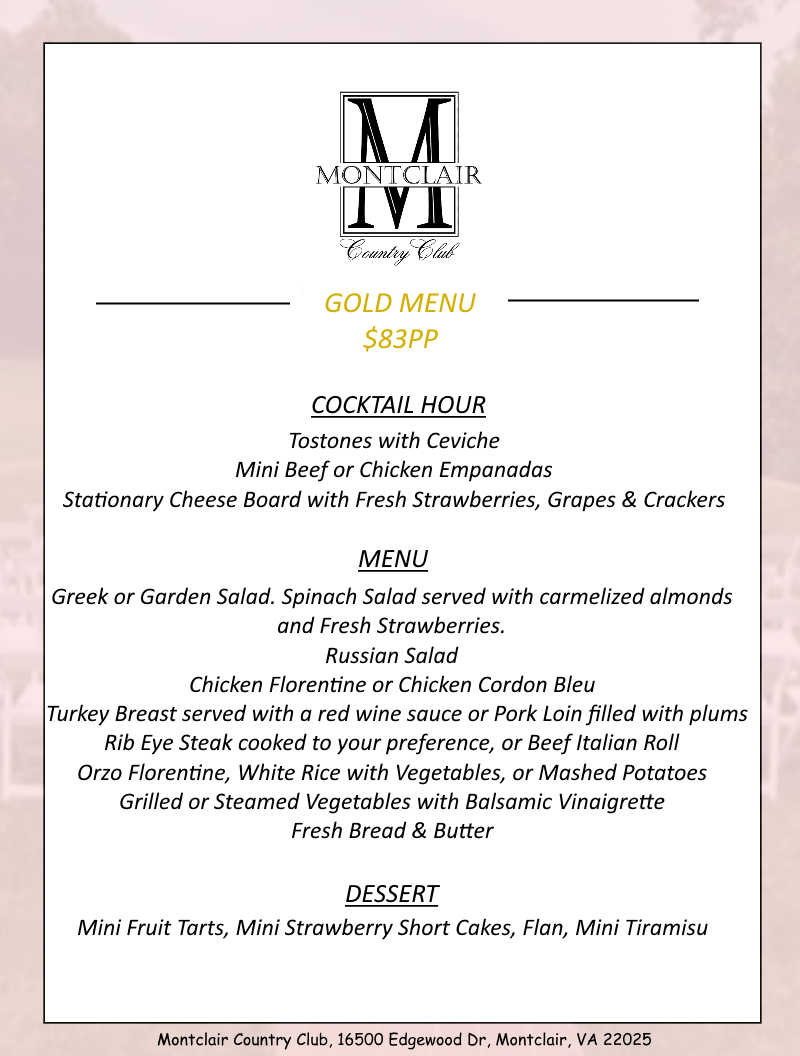 M
MONTCLAIR
Country Club
GOLD MENU
$83PP
COCKTAIL HOUR
Tostones with Ceviche
Mini Beef or Chicken Empanadas
Stationary Cheese Board with Fresh Strawberries, Grapes & Crackers
MENU
Greek or Garden Salad. Spinach Salad served with carmelized almonds
and Fresh Strawberries.
Russian Salad
Chicken Florentine or Chicken Cordon Bleu
Turkey Breast served with a red wine sauce or Pork Loin filled with plums
Rib Eye Steak cooked to your preference, or Beef Italian Roll
Orzo Florentine, White Rice with Vegetables, or Mashed Potatoes
Grilled or Steamed Vegetables with Balsamic Vinaigrette
Fresh Bread & Butter
DESSERT
Mini Fruit Tarts, Mini Strawberry Short Cakes, Flan, Mini Tiramisu
Montclair Country Club, 16500 Edgewood Dr, Montclair, VA 22025